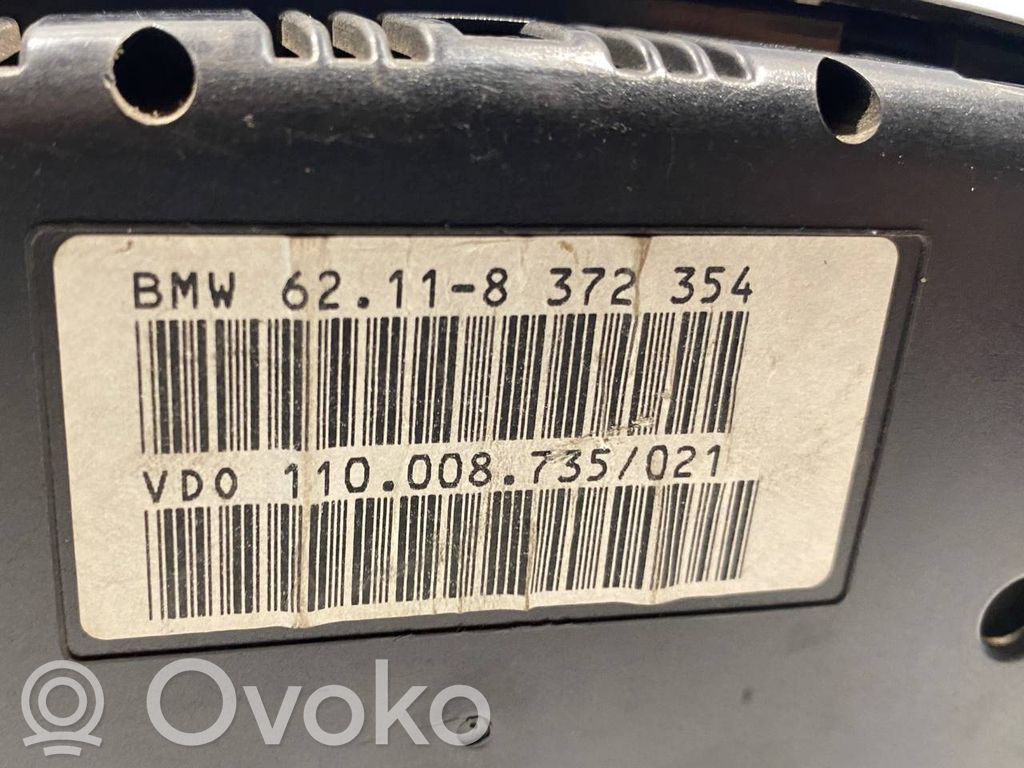 BMW 62.11-8 372 354
VDO 110.008.735/021
Ovoko